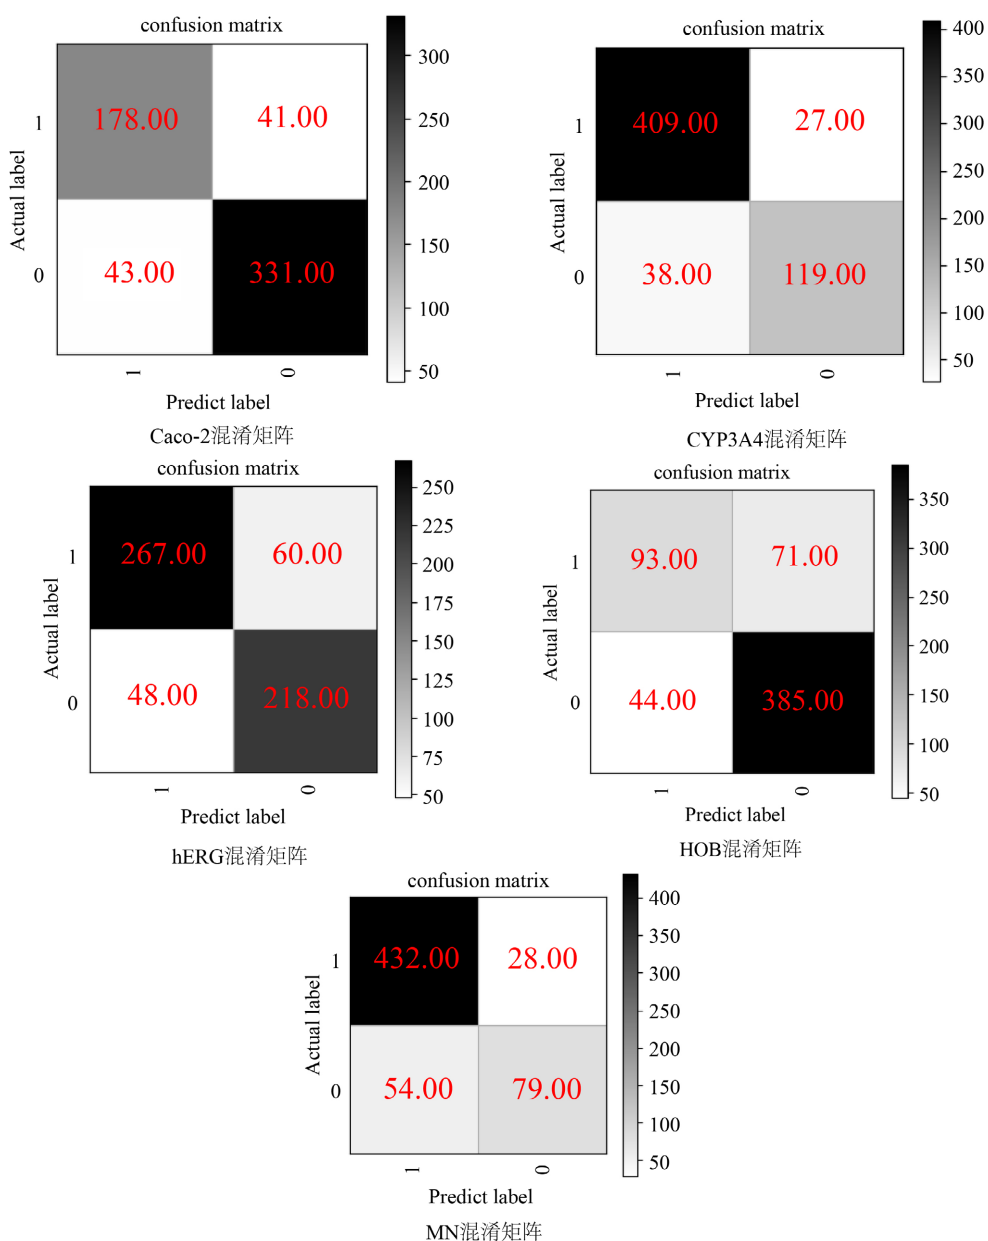 confusion matrix
1 178.00 41.00
0 43.00 331.00
Actual label
1 0
Predict label
300
250
200
150
100
50
Caco-2混淆矩阵
confusion matrix
1 409.00 27.00
0 38.00 119.00
Actual label
1 0
Predict label
400
350
300
250
200
150
100
50
CYP3A4混淆矩阵
confusion matrix
1 267.00 60.00
0 48.00 218.00
Actual label
1 0
Predict label
250
225
200
175
150
125
100
75
50
hERG混淆矩阵
confusion matrix
1 93.00 71.00
0 44.00 385.00
Actual label
1 0
Predict label
350
300
250
200
150
100
50
HOB混淆矩阵
confusion matrix
1 432.00 28.00
0 54.00 79.00
Actual label
1 0
Predict label
400
350
300
250
200
150
100
50
MN混淆矩阵